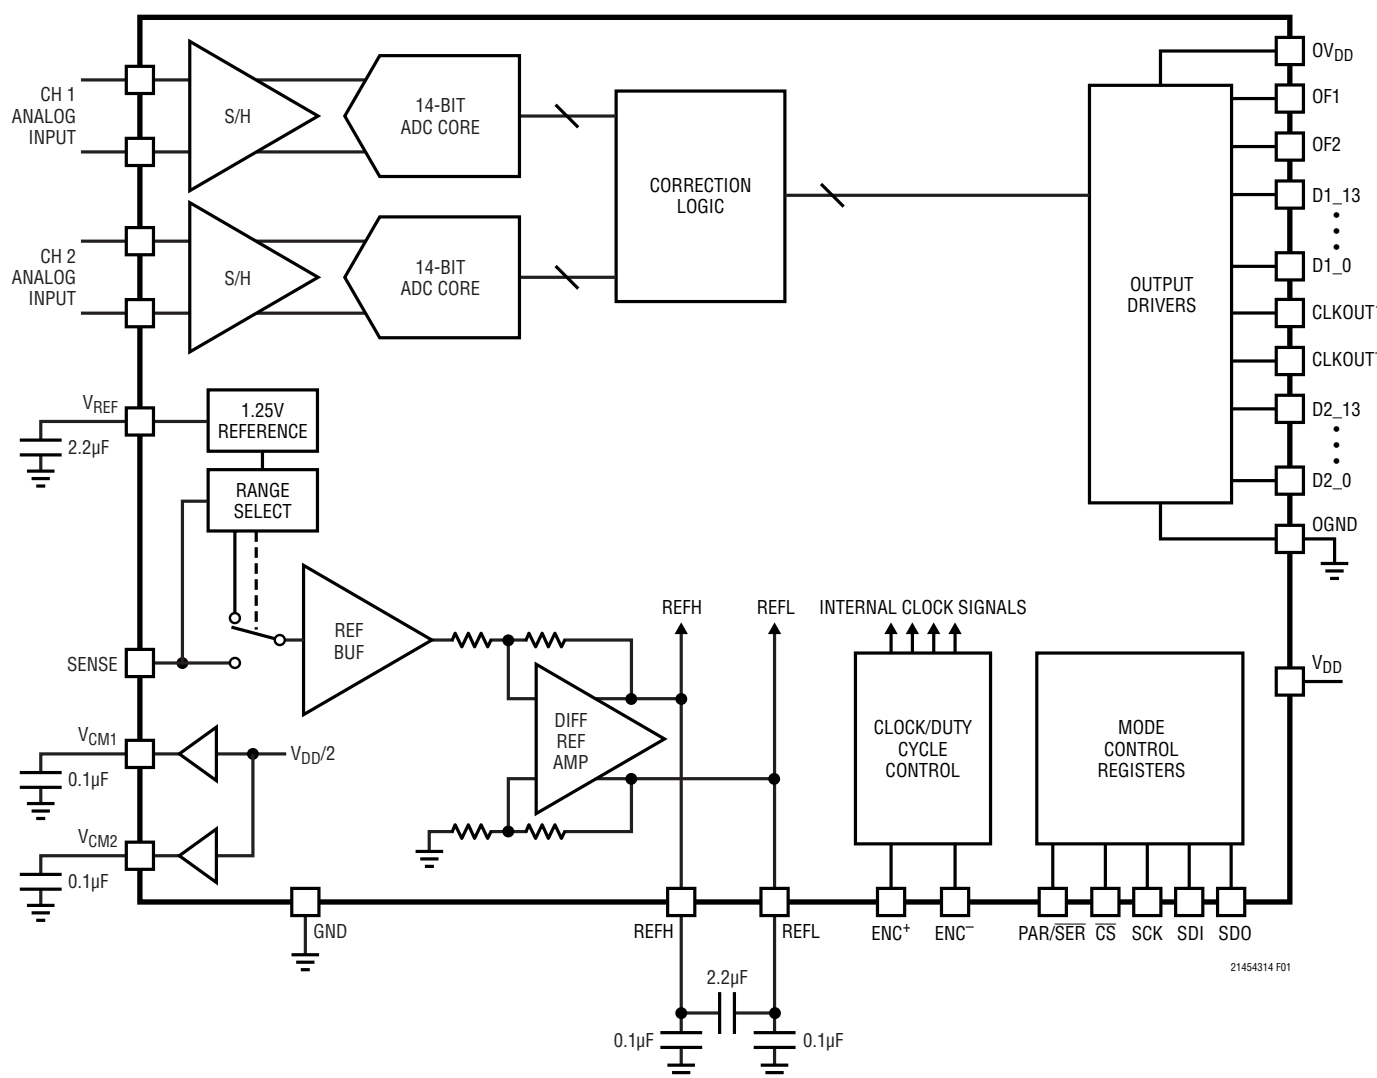 CH 1
ANALOG
INPUT
S/H
14-BIT
ADC CORE
CH 2
ANALOG
INPUT
S/H
14-BIT
ADC CORE
CORRECTION
LOGIC
OUTPUT
DRIVERS
OVDD
OF1
OF2
D1_13
D1_0
CLKOUT
CLKOUT
D2_13
D2_0
OGND
VDD
VREF
2.2µF
1.25V
REFERENCE
RANGE
SELECT
SENSE
REF
BUF
VCM1
0.1µF
VDD/2
VCM2
0.1µF
DIFF
REF
AMP
REFH
REFL
INTERNAL CLOCK SIGNALS
CLOCK/DUTY
CYCLE
CONTROL
MODE
CONTROL
REGISTERS
GND
REFH
REFL
ENC+
ENC−
PAR/S̅E̅R̅
C̅S̅
SCK
SDI
SDO
21454314 F01
2.2µF
0.1µF
0.1µF